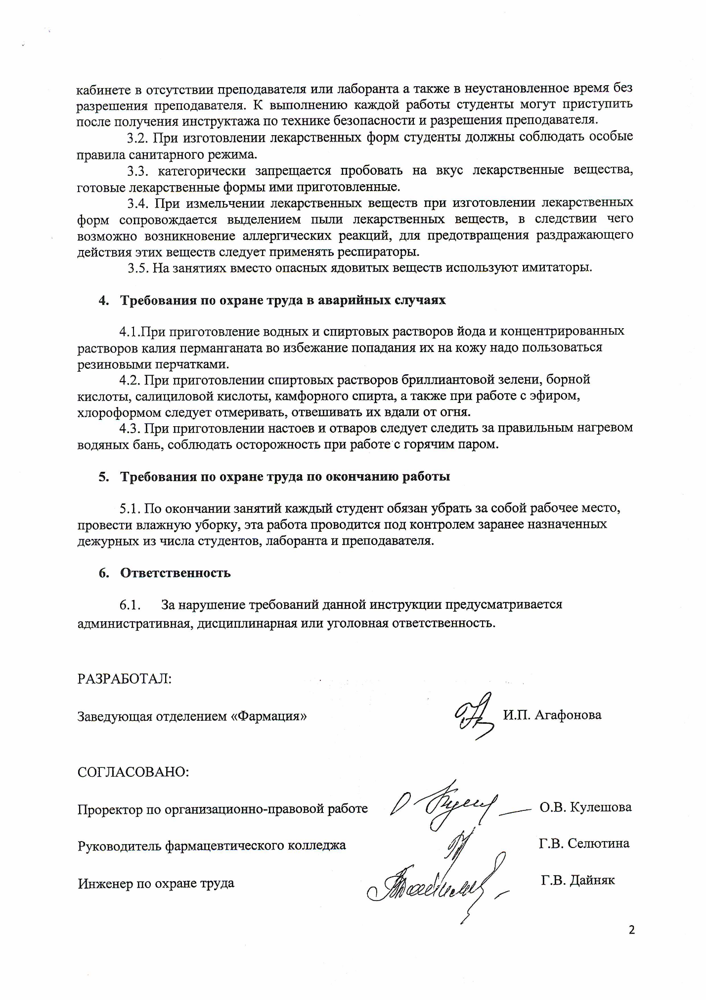 кабинете в отсутствии преподавателя или лаборанта а также в неустановленное время без
разрешения преподавателя. К выполнению каждой работы студенты могут приступить
после получения инструктажа по технике безопасности и разрешения преподавателя.
3.2. При изготовлении лекарственных форм студенты должны соблюдать особые
правила санитарного режима.
3.3. категорически запрещается пробовать на вкус лекарственные вещества,
готовые лекарственные формы ими приготовленные.
3.4. При измельчении лекарственных веществ при изготовлении лекарственных
форм сопровождается выделением пыли лекарственных веществ, в следствии чего
возможно возникновение аллергических реакций, для предотвращения раздражающего
действия этих веществ следует применять респираторы.
3.5. На занятиях вместо опасных ядовитых веществ используют имитаторы.
4. Требования по охране труда в аварийных случаях
4.1.При приготовление водных и спиртовых растворов йода и концентрированных
растворов калия перманганата во избежание попадания их на кожу надо пользоваться
резиновыми перчатками.
4.2. При приготовлении спиртовых растворов бриллиантовой зелени, борной
кислоты, салициловой кислоты, камфорного спирта, а также при работе с эфиром,
хлороформом следует отмеривать, отвешивать их вдали от огня.
4.3. При приготовлении настоев и отваров следует следить за правильным нагревом
водяных бань, соблюдать осторожность при работе с горячим паром.
5. Требования по охране труда по окончанию работы
5.1. По окончании занятий каждый студент обязан убрать за собой рабочее место,
провести влажную уборку, эта работа проводится под контролем заранее назначенных
дежурных из числа студентов, лаборанта и преподавателя.
6. Ответственность
6.1. За нарушение требований данной инструкции предусматривается
административная, дисциплинарная или уголовная ответственность.
РАЗРАБОТАЛ:
Заведующая отделением «Фармация» И.П. Агафонова
СОГЛАСОВАНО:
Проректор по организационно-правовой работе О.В. Кулешова
Руководитель фармацевтического колледжа Г.В. Селютина
Инженер по охране труда Г.В. Дайняк
2